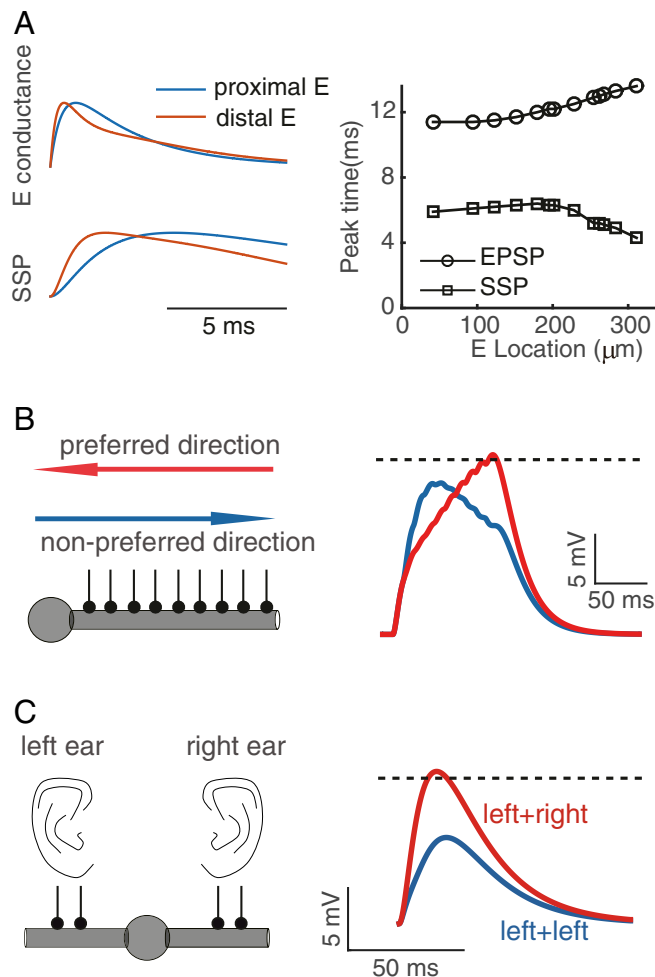 A
E conductance
proximal E
distal E
SSP
5 ms
Peak time(ms)
12
6
0
EPSP
SSP
0 100 200 300
E Location (μm)
B
preferred direction
non-preferred direction
5 mV
50 ms
C
left ear
right ear
left+right
left+left
5 mV
50 ms